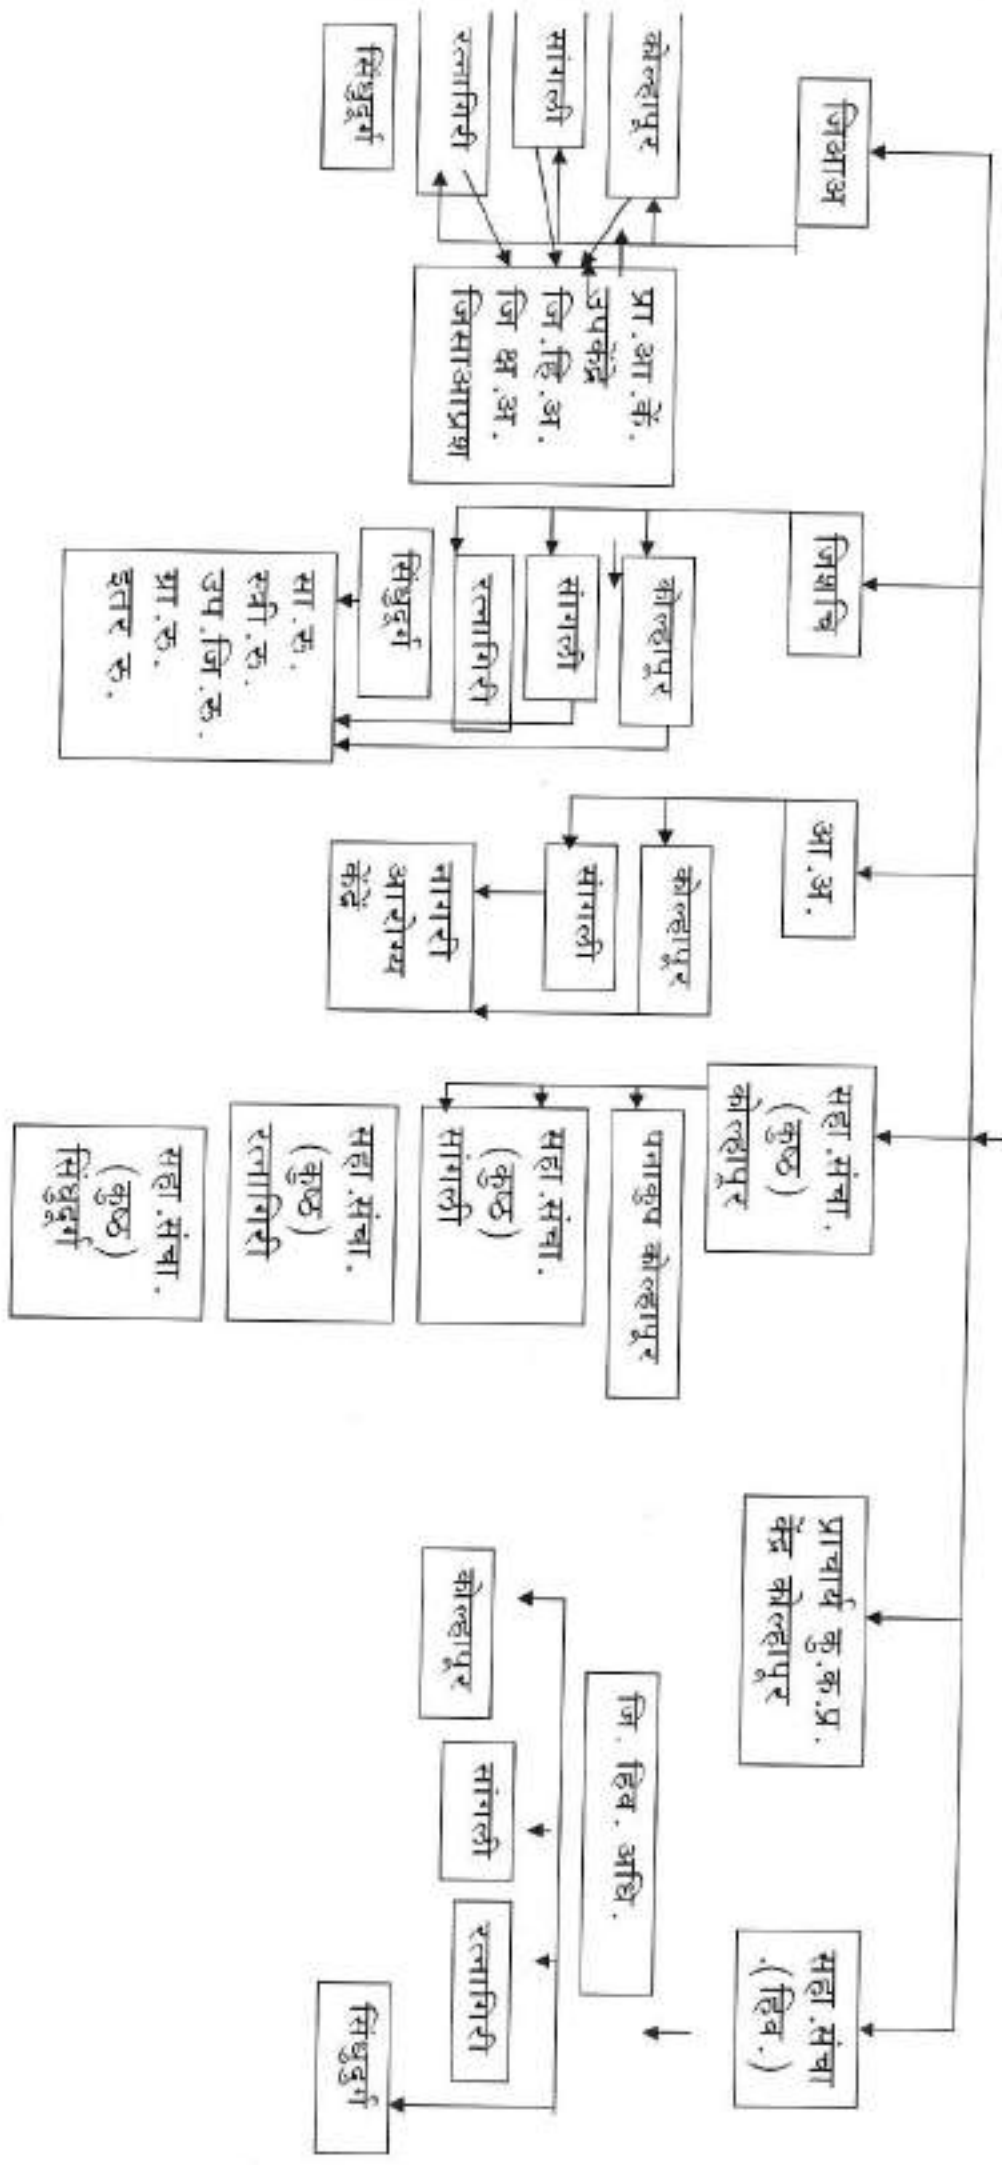 जिआअ
जिशचि
आ.अ.
सहा.संचा.
(कुष्ठ)
कोल्हापूर
प्राचार्य कु.क.प्र.
केंद्र कोल्हापूर
सहा.संचा
.(हिव.)
कोल्हापूर
सांगली
रत्नागिरी
सिंधुदूर्ग
प्रा.आ.कें.
उपकेंद्रे
जि.हि.अ.
जि क्ष.अ.
जिमाआप्रश
कोल्हापूर
सांगली
रत्नागिरी
सिंधुदूर्ग
सा.रु.
स्त्री.रु.
उप.जि.रु.
ग्रा.रु.
इतर रु.
कोल्हापूर
सांगली
नागरी
आरोग्य
केंद्रे
पनाकुप कोल्हापूर
सहा.संचा.
(कुष्ठ)
सांगली
सहा.संचा.
(कुष्ठ)
रत्नागिरी
सहा.संचा.
(कुष्ठ)
सिंधुदूर्ग
जि. हिव. अधि.
कोल्हापूर
सांगली
रत्नागिरी
सिंधुदुर्ग